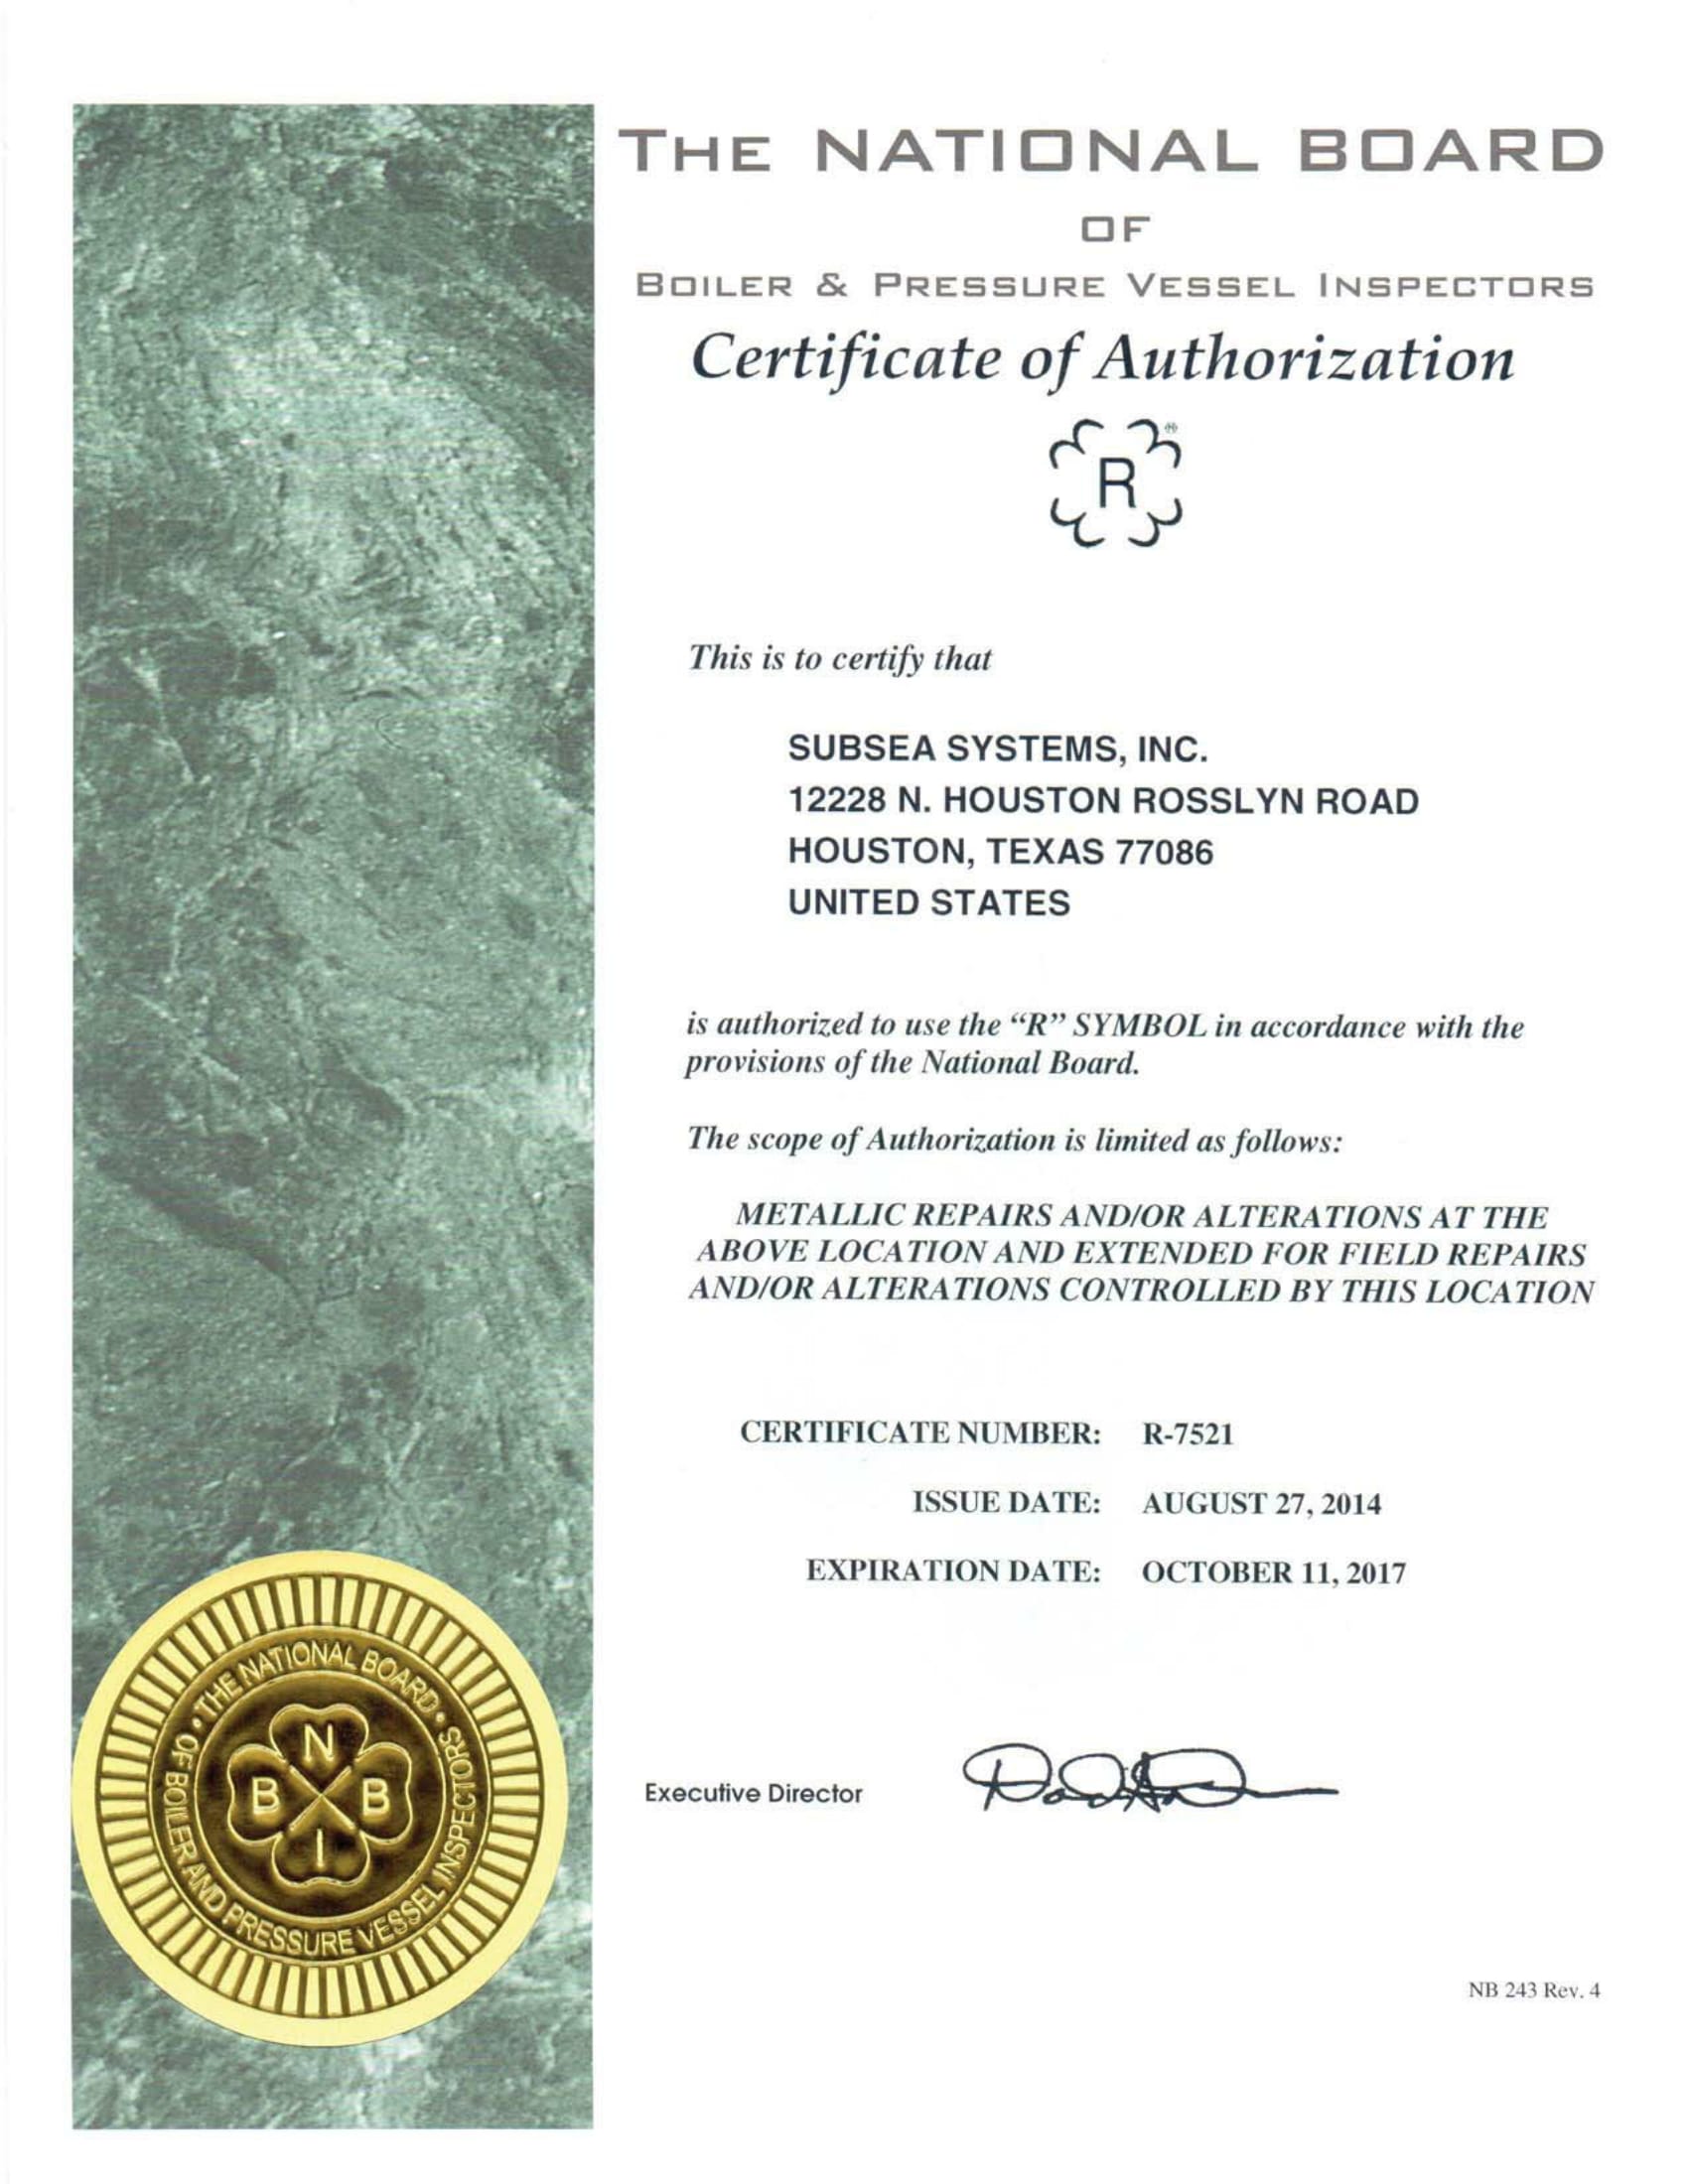 THE NATIONAL BOARD
OF
BOILER & PRESSURE VESSEL INSPECTORS
Certificate of Authorization
R®
This is to certify that
SUBSEA SYSTEMS, INC.
12228 N. HOUSTON ROSSLYN ROAD
HOUSTON, TEXAS 77086
UNITED STATES
is authorized to use the “R” SYMBOL in accordance with the
provisions of the National Board.
The scope of Authorization is limited as follows:
METALLIC REPAIRS AND/OR ALTERATIONS AT THE
ABOVE LOCATION AND EXTENDED FOR FIELD REPAIRS
AND/OR ALTERATIONS CONTROLLED BY THIS LOCATION
CERTIFICATE NUMBER: R-7521
ISSUE DATE: AUGUST 27, 2014
EXPIRATION DATE: OCTOBER 11, 2017
• THE NATIONAL BOARD •
OF BOILER AND PRESSURE VESSEL INSPECTORS
N
B B
I
Executive Director
NB 243 Rev. 4